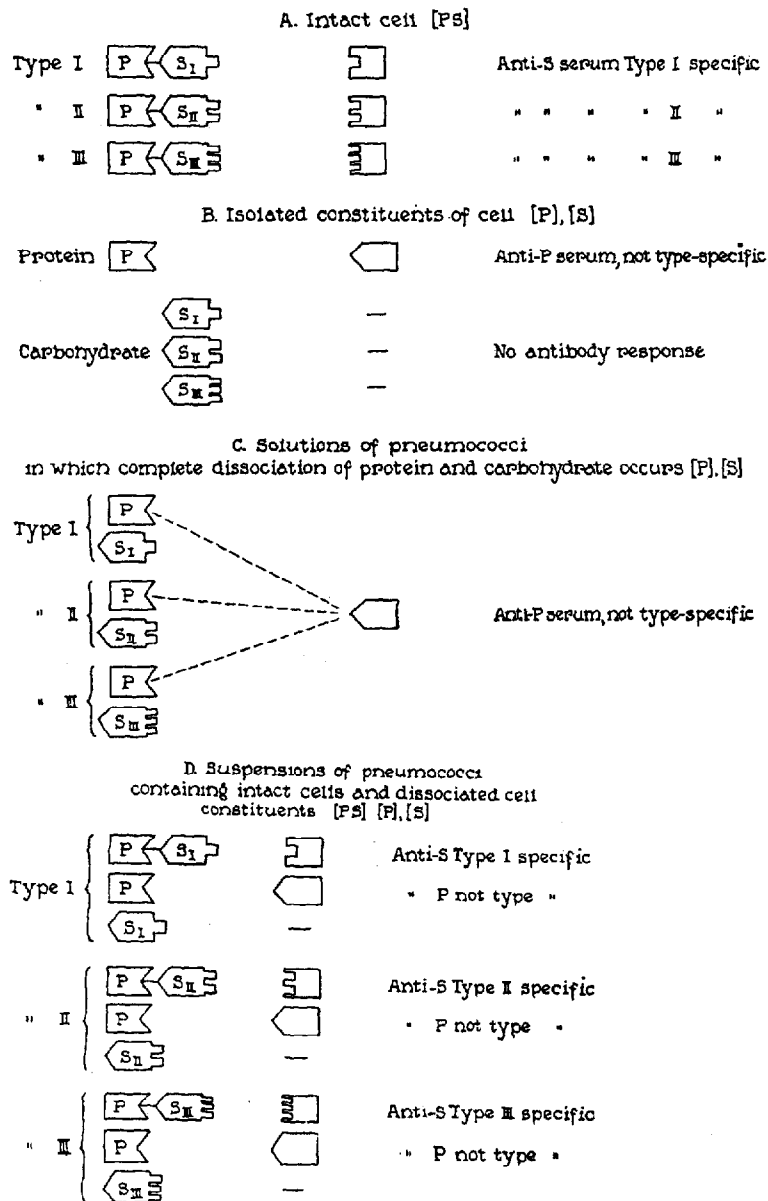 A. Intact cell [PS]
Type I P S I Anti-S serum Type I specific
" II P S II " " " " II "
" III P S III " " " " III "
B. Isolated constituents of cell [P], [S]
Protein P Anti-P serum, not type-specific
S I —
Carbohydrate S II — No antibody response
S III —
C. Solutions of pneumococci
in which complete dissociation of protein and carbohydrate occurs [P]. [S]
Type I P
S I
" II P Anti-P serum, not type-specific
S II
" III P
S III
D. Suspensions of pneumococci
containing intact cells and dissociated cell
constituents [PS] [P], [S]
P S I Anti-S Type I specific
Type I P " P not type "
S I —
P S II Anti-S Type II specific
" II P " P not type "
S II —
P S III Anti-S Type III specific
" III P " P not type "
S III —